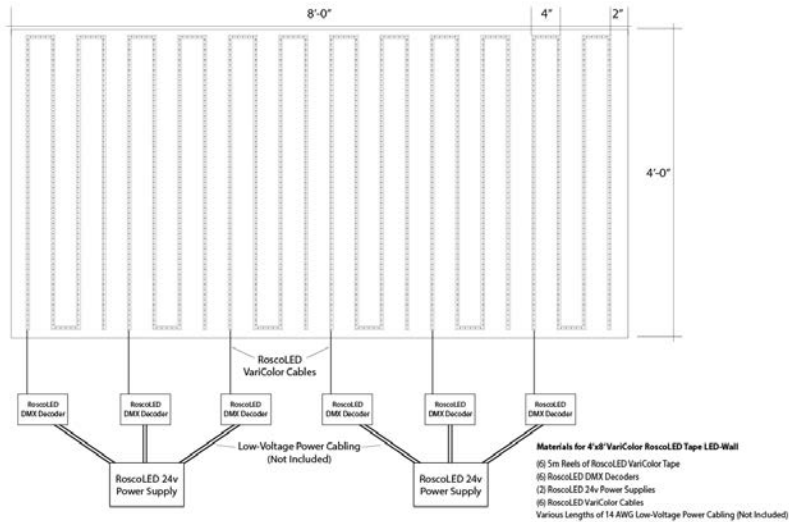 8'-0"
4"
2"
4'-0"
RoscoLED
VariColor Cables
RoscoLED
DMX Decoder
RoscoLED
DMX Decoder
RoscoLED
DMX Decoder
RoscoLED
DMX Decoder
RoscoLED
DMX Decoder
RoscoLED
DMX Decoder
Low-Voltage Power Cabling
(Not Included)
RoscoLED 24v
Power Supply
RoscoLED 24v
Power Supply
Materials for 4'x8' VariColor RoscoLED Tape LED-Wall
(6) 5m Reels of RoscoLED VariColor Tape
(6) RoscoLED DMX Decoders
(2) RoscoLED 24v Power Supplies
(6) RoscoLED VariColor Cables
Various Lengths of 14 AWG Low-Voltage Power Cabling (Not Included)